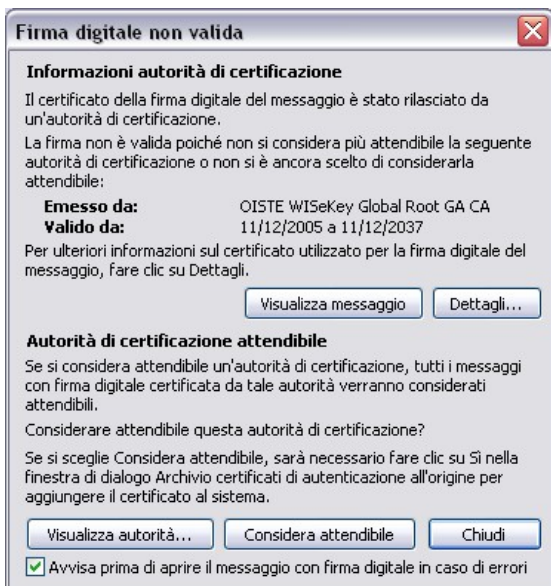 Firma digitale non valida
Informazioni autorità di certificazione
Il certificato della firma digitale del messaggio è stato rilasciato da
un'autorità di certificazione.
La firma non è valida poiché non si considera più attendibile la seguente
autorità di certificazione o non si è ancora scelto di considerarla
attendibile:
Emesso da: OISTE WISeKey Global Root GA CA
Valido da: 11/12/2005 a 11/12/2037
Per ulteriori informazioni sul certificato utilizzato per la firma digitale del
messaggio, fare clic su Dettagli.
Visualizza messaggio Dettagli...
Autorità di certificazione attendibile
Se si considera attendibile un'autorità di certificazione, tutti i messaggi
con firma digitale certificata da tale autorità verranno considerati
attendibili.
Considerare attendibile questa autorità di certificazione?
Se si sceglie Considera attendibile, sarà necessario fare clic su Sì nella
finestra di dialogo Archivio certificati di autenticazione all'origine per
aggiungere il certificato al sistema.
Visualizza autorità... Considera attendibile Chiudi
Avvisa prima di aprire il messaggio con firma digitale in caso di errori